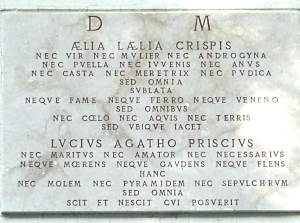 D M
ÆLIA LÆLIA CRISPIS
NEC VIR NEC MVLIER NEC ANDROGYNA
NEC PVELLA NEC IVVENIS NEC ANVS
NEC CASTA NEC MERETRIX NEC PVDICA
SED OMNIA
SVBLATA
NEQVE FAME NEQVE FERRO NEQVE VENENO
SED OMNIBVS
NEC CŒLO NEC AQVIS NEC TERRIS
SED VBIQVE IACET
LVCIVS AGATHO PRISCIVS
NEC MARITVS NEC AMATOR NEC NECESSARIVS
NEQVE MŒRENS NEQVE GAVDENS NEQVE FLENS
HANC
NEC MOLEM NEC PYRAMIDEM NEC SEPVLCHRVM
SED OMNIA
SCIT ET NESCIT CVI POSVERIT